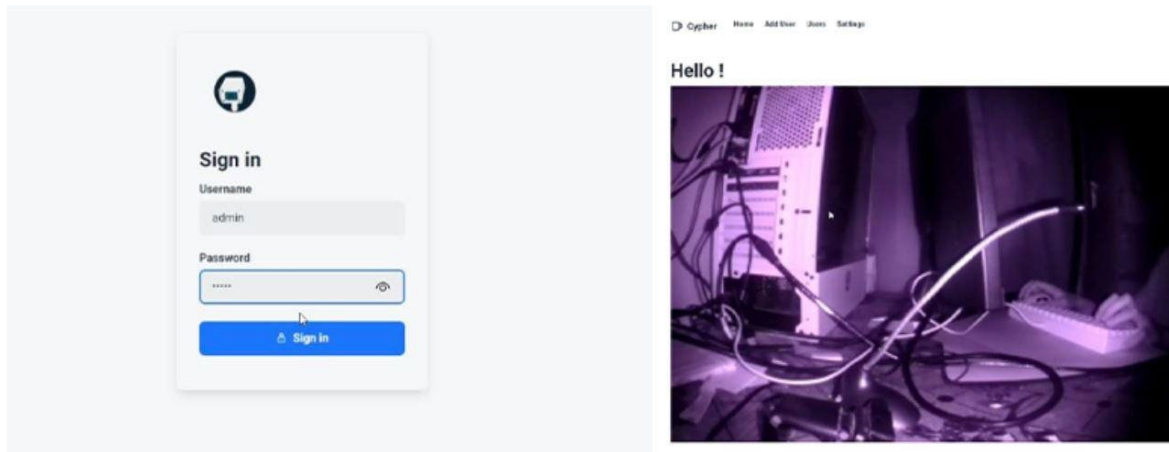 Sign in
Username
admin
Password
•••••
Sign in
Cypher Home Add User Users Settings
Hello !